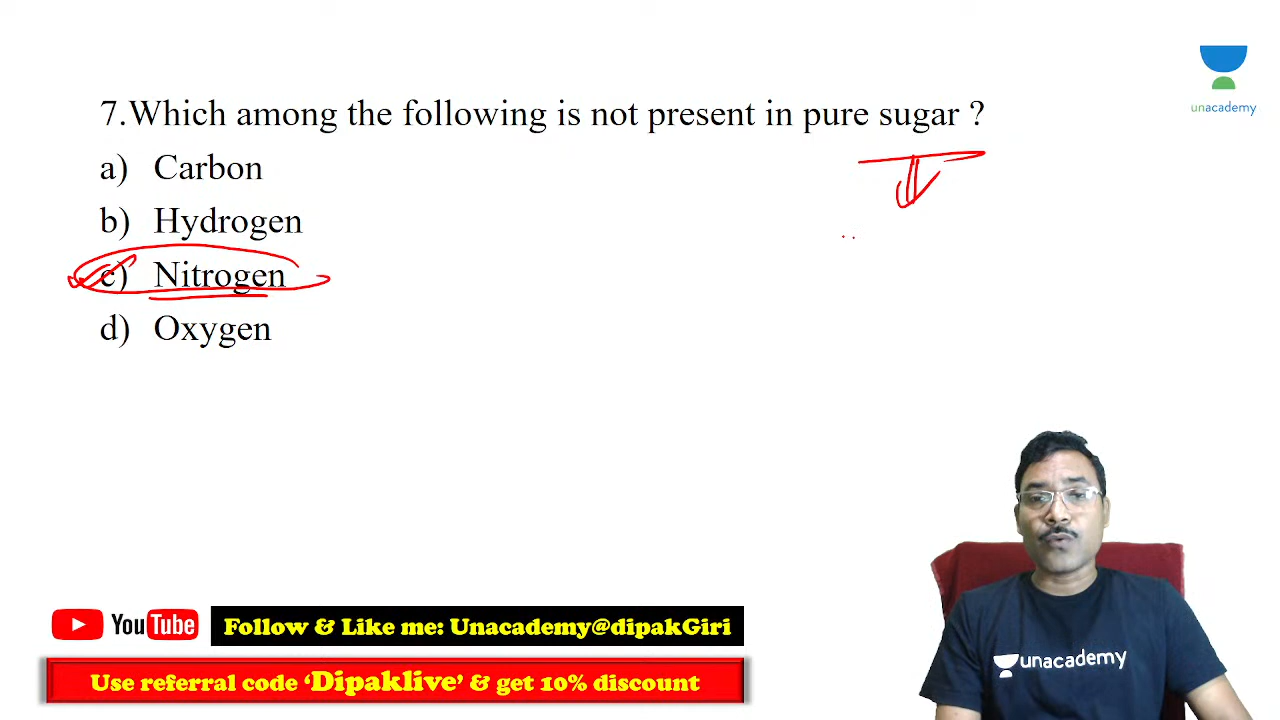 unacademy
7.Which among the following is not present in pure sugar ?
a) Carbon
b) Hydrogen
c) Nitrogen
d) Oxygen
unacademy
YouTube
Follow & Like me: Unacademy@dipakGiri
Use referral code ‘Dipaklive’ & get 10% discount